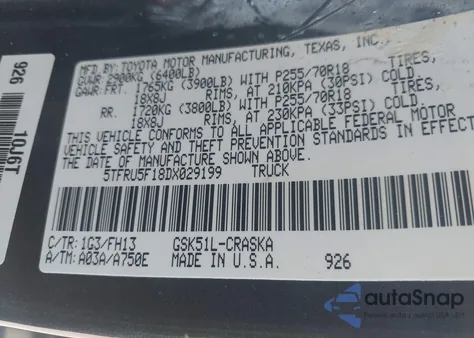 MFD BY: TOYOTA MOTOR MANUFACTURING, TEXAS, INC.
GVWR: 2900KG (6400LB)
GAWR: FRT. 1765KG (3900LB) WITH P255/70R18 TIRES,
18X8J RIMS, AT 210KPA (30PSI) COLD
RR. 1720KG (3800LB) WITH P255/70R18 TIRES,
18X8J RIMS, AT 230KPA (33PSI) COLD
THIS VEHICLE CONFORMS TO ALL APPLICABLE FEDERAL MOTOR
VEHICLE SAFETY AND THEFT PREVENTION STANDARDS IN EFFECT
THE DATE OF MANUFACTURE SHOWN ABOVE.
5TFRU5F18DX029199 TRUCK
C/TR: 1G3/FH13 GSK51L-CRASKA
A/TM: A03A/A750E MADE IN U.S.A. 926
926 10J6T
autoSnap